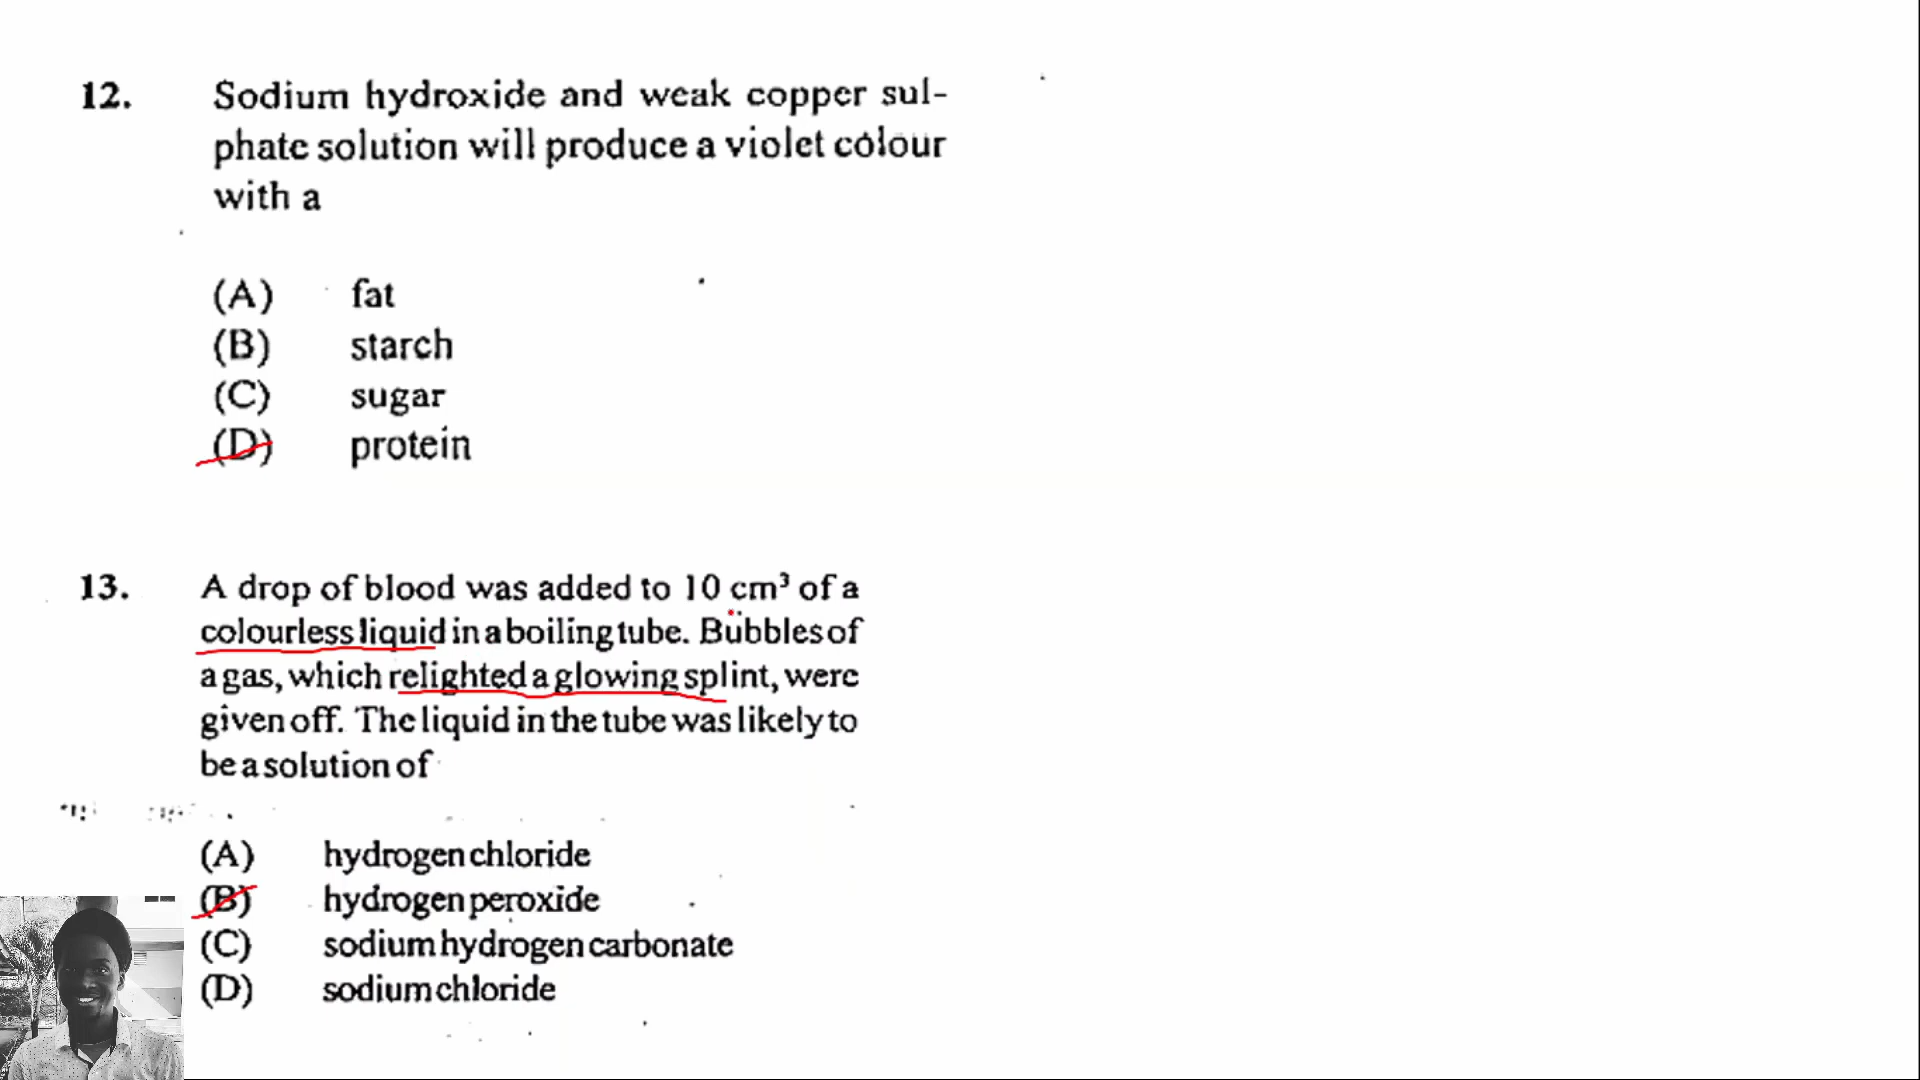 12. Sodium hydroxide and weak copper sul-
phate solution will produce a violet colour
with a
(A) fat
(B) starch
(C) sugar
(D) protein
13. A drop of blood was added to 10 cm³ of a
colourless liquid in a boiling tube. Bubbles of
a gas, which relighted a glowing splint, were
given off. The liquid in the tube was likely to
be a solution of
(A) hydrogen chloride
(B) hydrogen peroxide
(C) sodium hydrogen carbonate
(D) sodium chloride